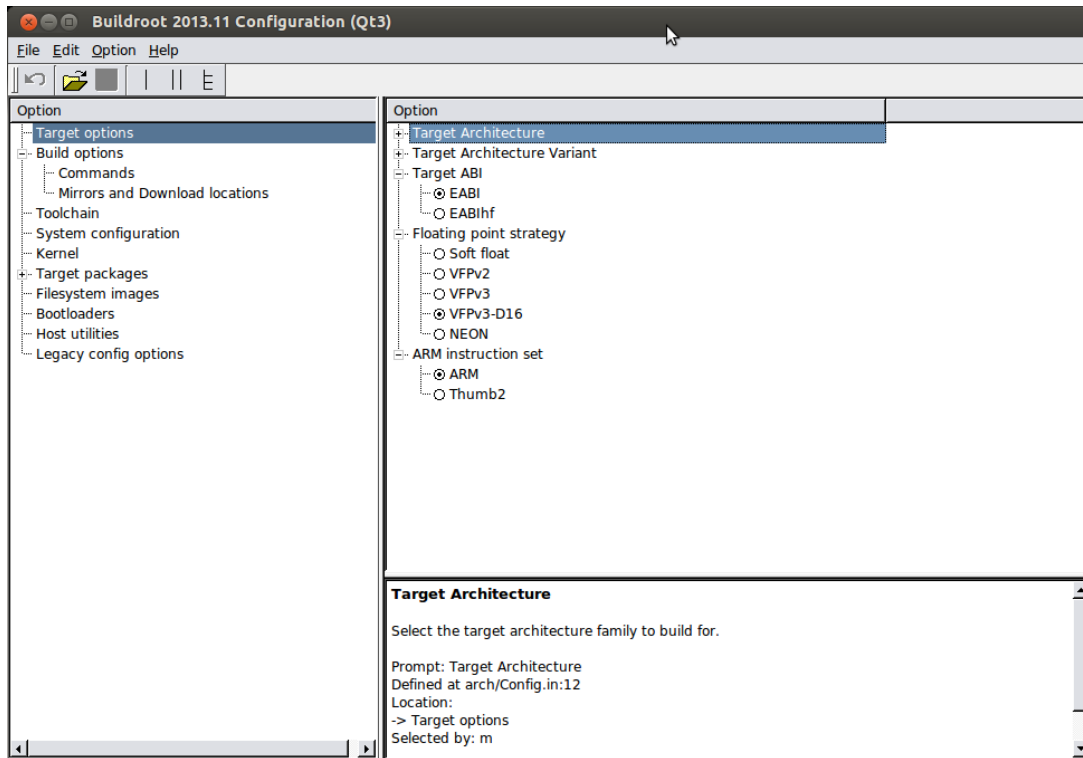 Buildroot 2013.11 Configuration (Qt3)
File Edit Option Help
Option
Target options
Build options
Commands
Mirrors and Download locations
Toolchain
System configuration
Kernel
Target packages
Filesystem images
Bootloaders
Host utilities
Legacy config options
Option
Target Architecture
Target Architecture Variant
Target ABI
EABI
EABIhf
Floating point strategy
Soft float
VFPv2
VFPv3
VFPv3-D16
NEON
ARM instruction set
ARM
Thumb2
Target Architecture
Select the target architecture family to build for.
Prompt: Target Architecture
Defined at arch/Config.in:12
Location:
-> Target options
Selected by: m